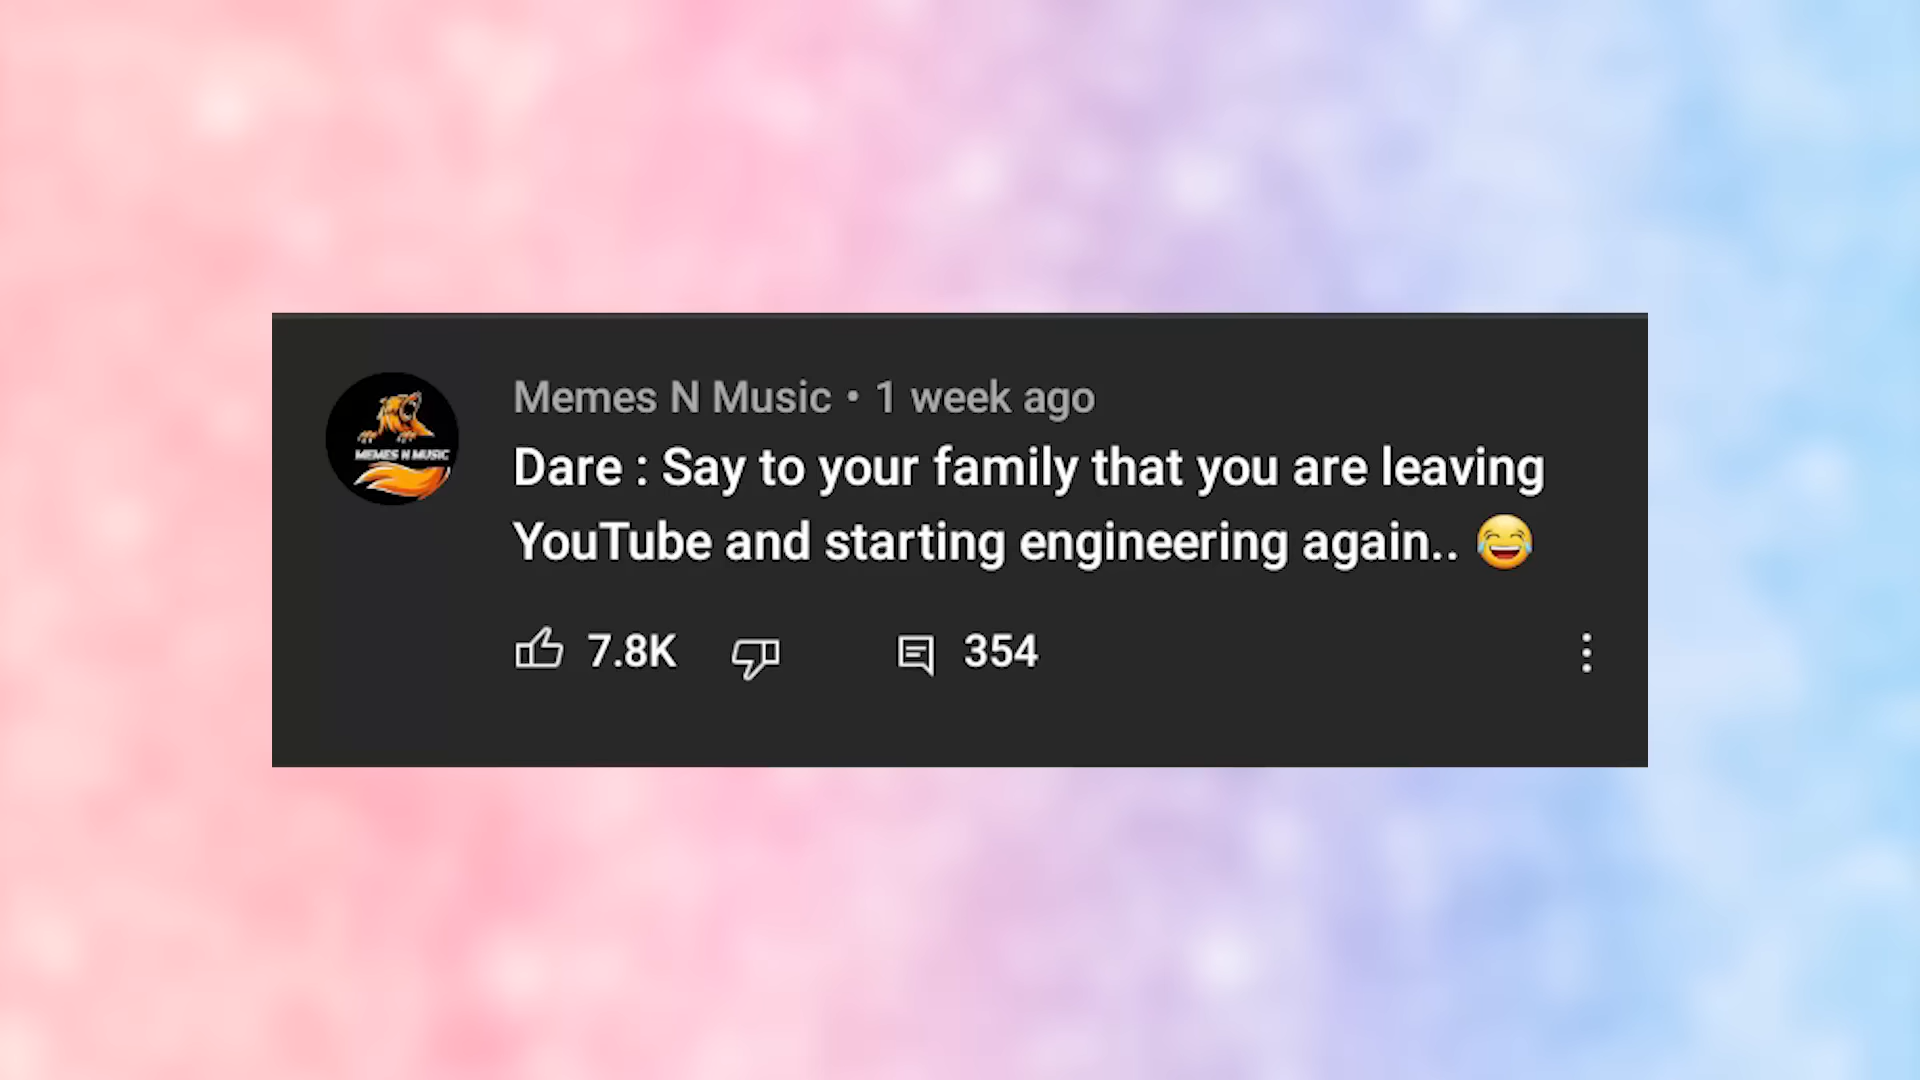 Memes N Music • 1 week ago
MEMES N MUSIC
Dare : Say to your family that you are leaving
YouTube and starting engineering again.. 😂
7.8K 354